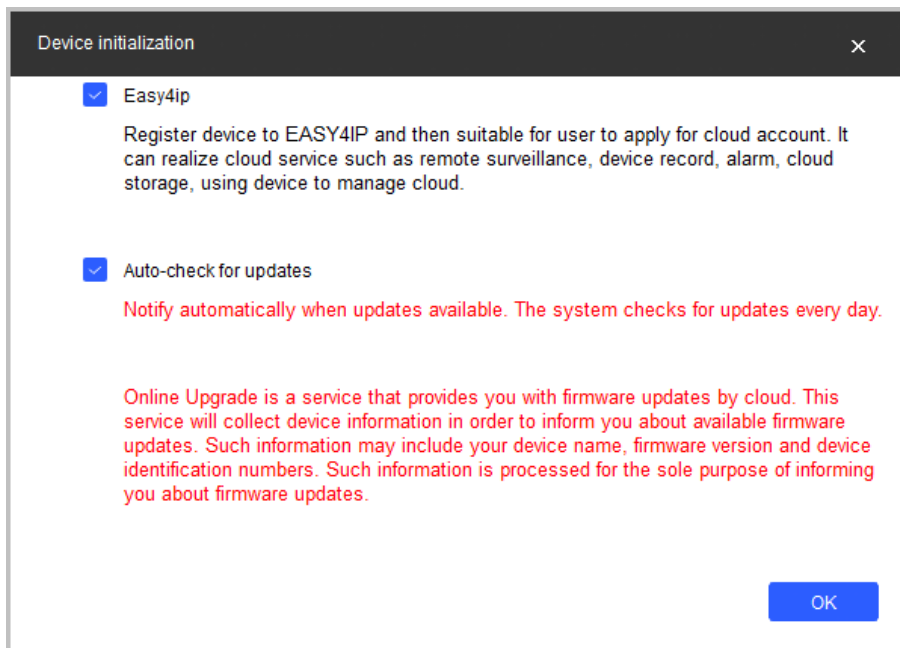 Device initialization
Easy4ip
Register device to EASY4IP and then suitable for user to apply for cloud account. It
can realize cloud service such as remote surveillance, device record, alarm, cloud
storage, using device to manage cloud.
Auto-check for updates
Notify automatically when updates available. The system checks for updates every day.
Online Upgrade is a service that provides you with firmware updates by cloud. This
service will collect device information in order to inform you about available firmware
updates. Such information may include your device name, firmware version and device
identification numbers. Such information is processed for the sole purpose of informing
you about firmware updates.
OK